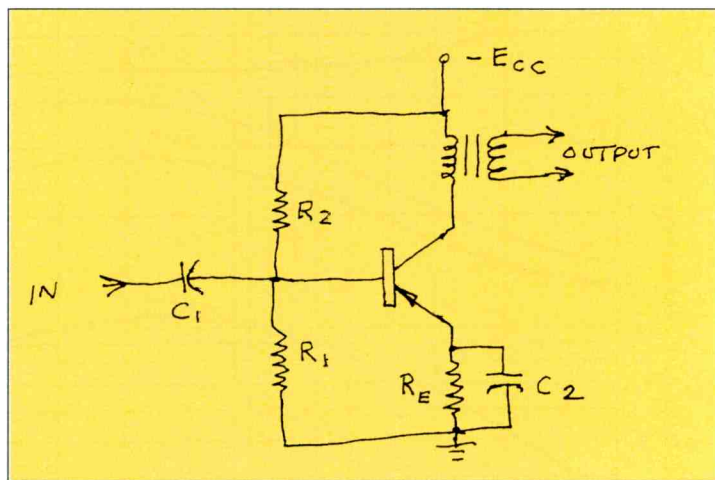 - ECC
OUTPUT
R2
IN
C1
R1
RE
C2